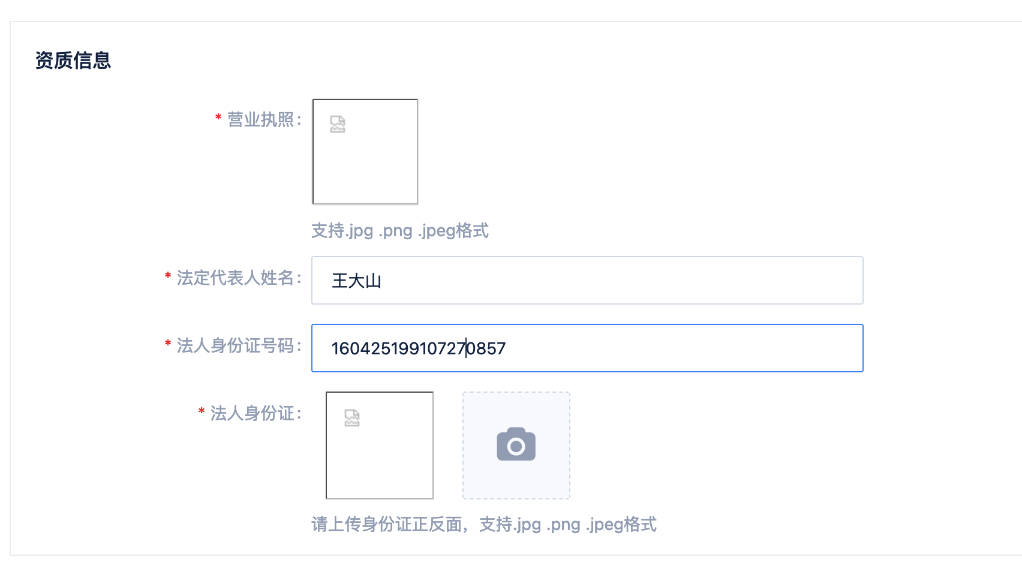 资质信息
* 营业执照:
支持.jpg .png .jpeg格式
* 法定代表人姓名: 王大山
* 法人身份证号码: 160425199107270857
* 法人身份证:
请上传身份证正反面，支持.jpg .png .jpeg格式